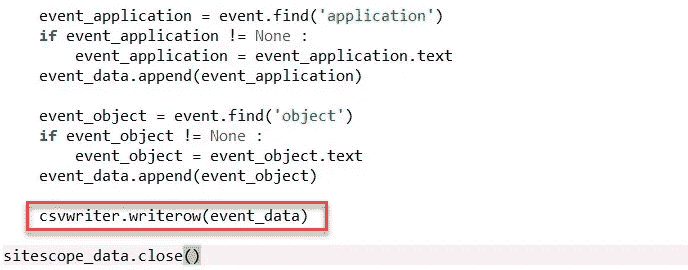 event_application = event.find('application')
if event_application != None :
event_application = event_application.text
event_data.append(event_application)
event_object = event.find('object')
if event_object != None :
event_object = event_object.text
event_data.append(event_object)
csvwriter.writerow(event_data)
sitescope_data.close()